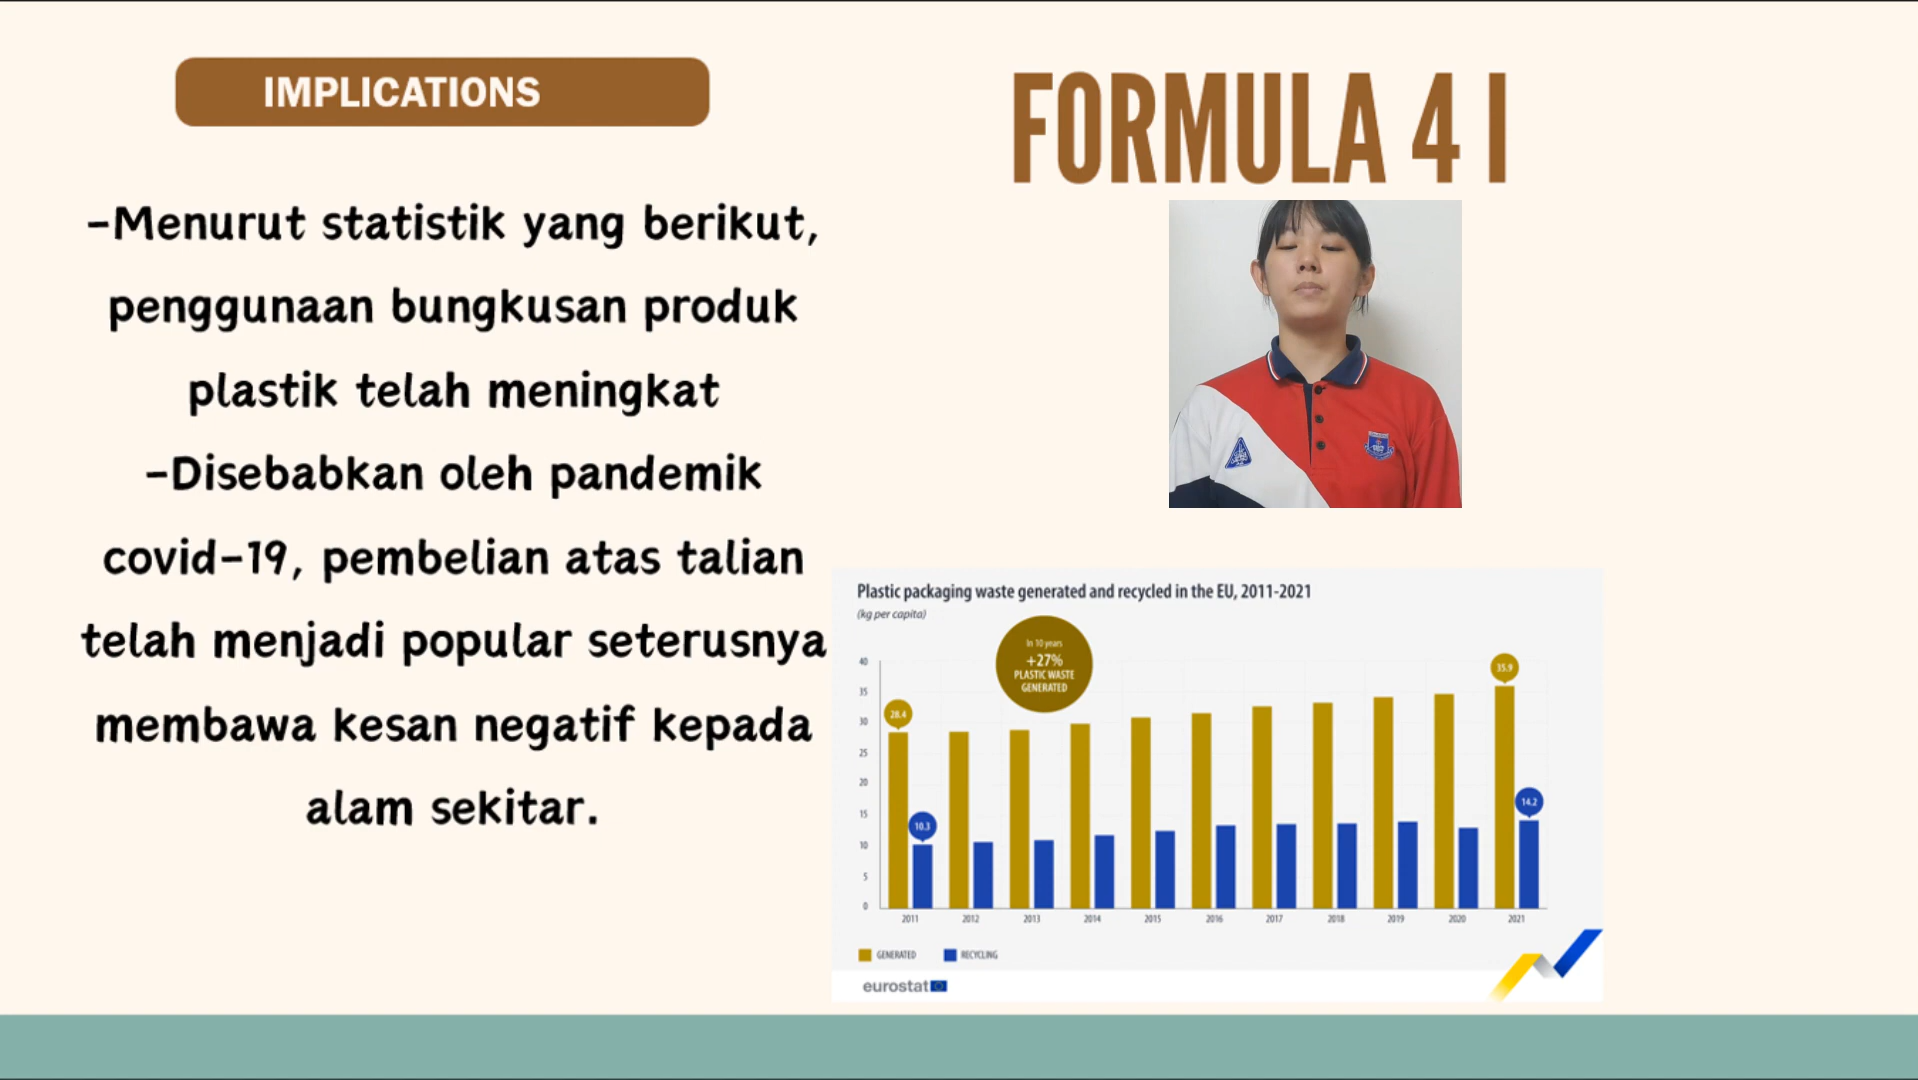 IMPLICATIONS
-Menurut statistik yang berikut,
penggunaan bungkusan produk
plastik telah meningkat
-Disebabkan oleh pandemik
covid-19, pembelian atas talian
telah menjadi popular seterusnya
membawa kesan negatif kepada
alam sekitar.
FORMULA 4 I
Plastic packaging waste generated and recycled in the EU, 2011-2021
(kg per capita)
In 10 years
+27%
PLASTIC WASTE
GENERATED
40
35
30
25
20
15
10
5
0
28.4
10.3
35.9
14.2
2011 2012 2013 2014 2015 2016 2017 2018 2019 2020 2021
GENERATED RECYCLING
eurostat